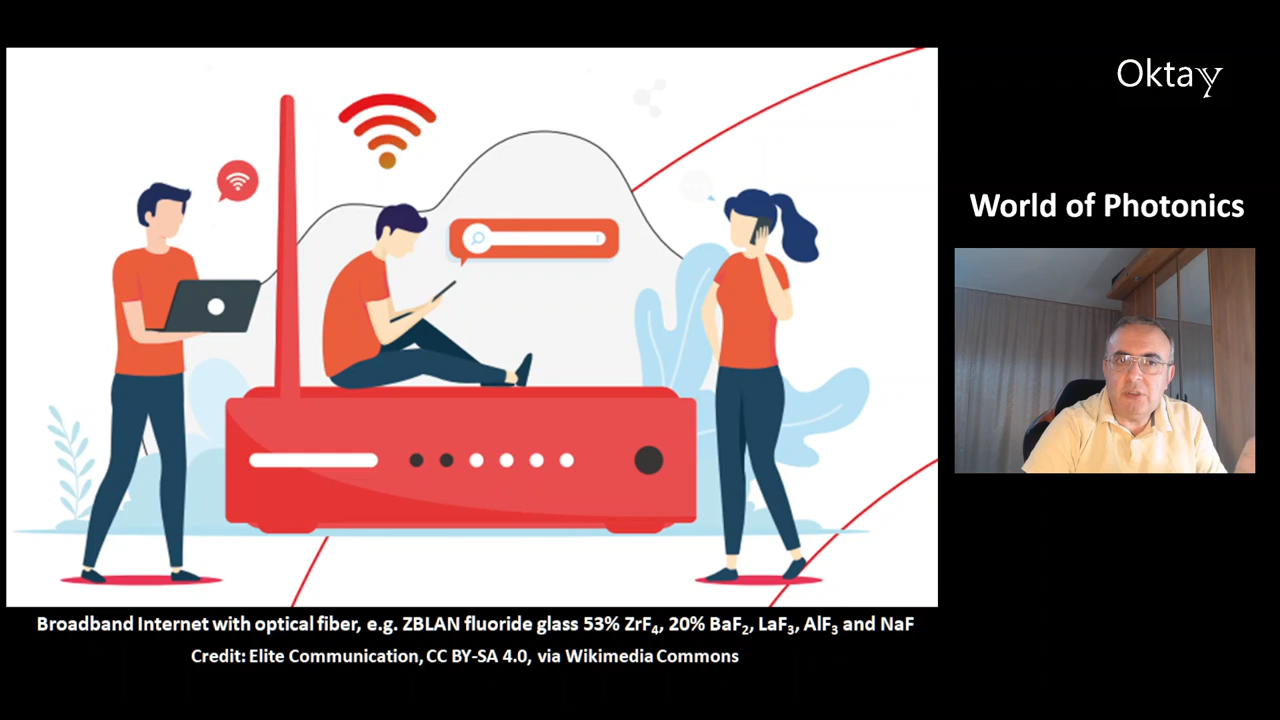 Oktay
World of Photonics
Broadband Internet with optical fiber, e.g. ZBLAN fluoride glass 53% ZrF₄, 20% BaF₂, LaF₃, AlF₃ and NaF
Credit: Elite Communication, CC BY-SA 4.0, via Wikimedia Commons